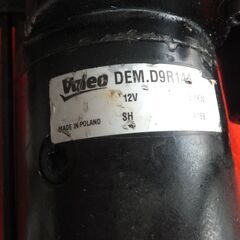 Valeo DEM.D9R144
12V
MADE IN POLAND SH